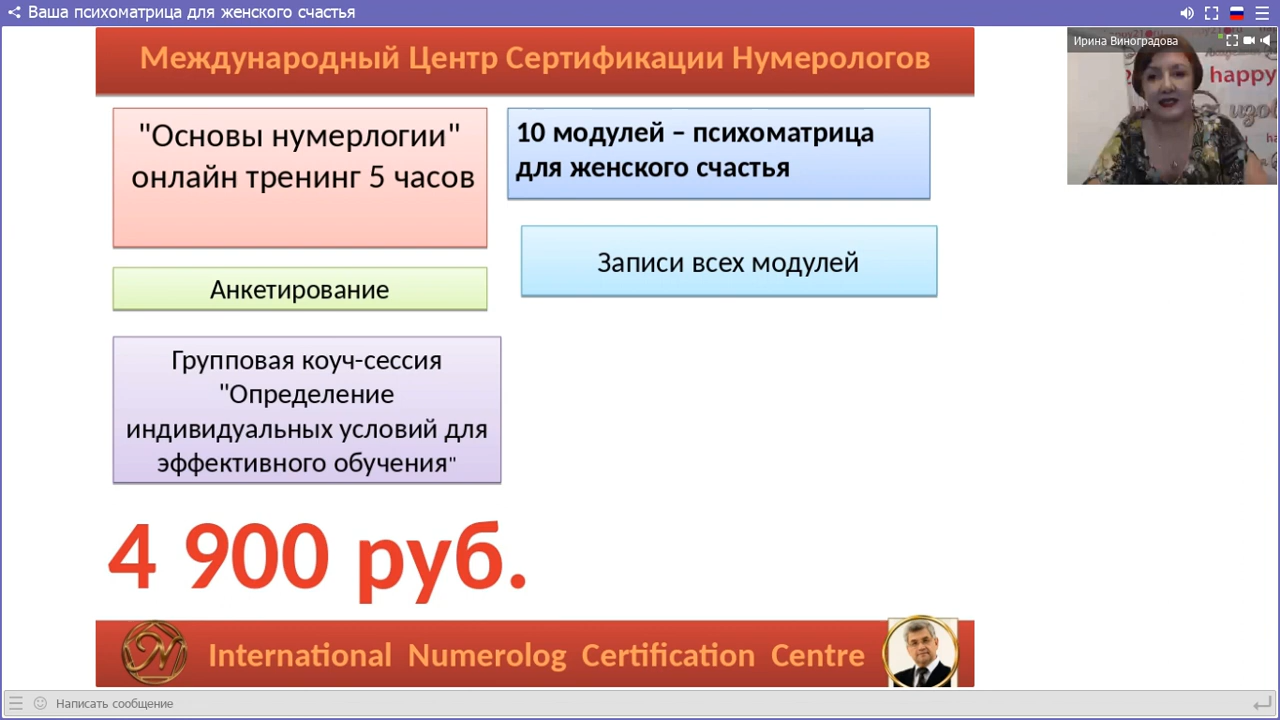 Ваша психоматрица для женского счастья
Ирина Виноградова
happy
Международный Центр Сертификации Нумерологов
"Основы нумерлогии"
онлайн тренинг 5 часов
10 модулей – психоматрица
для женского счастья
Записи всех модулей
Анкетирование
Групповая коуч-сессия
"Определение
индивидуальных условий для
эффективного обучения"
4 900 руб.
International Numerolog Certification Centre
Написать сообщение